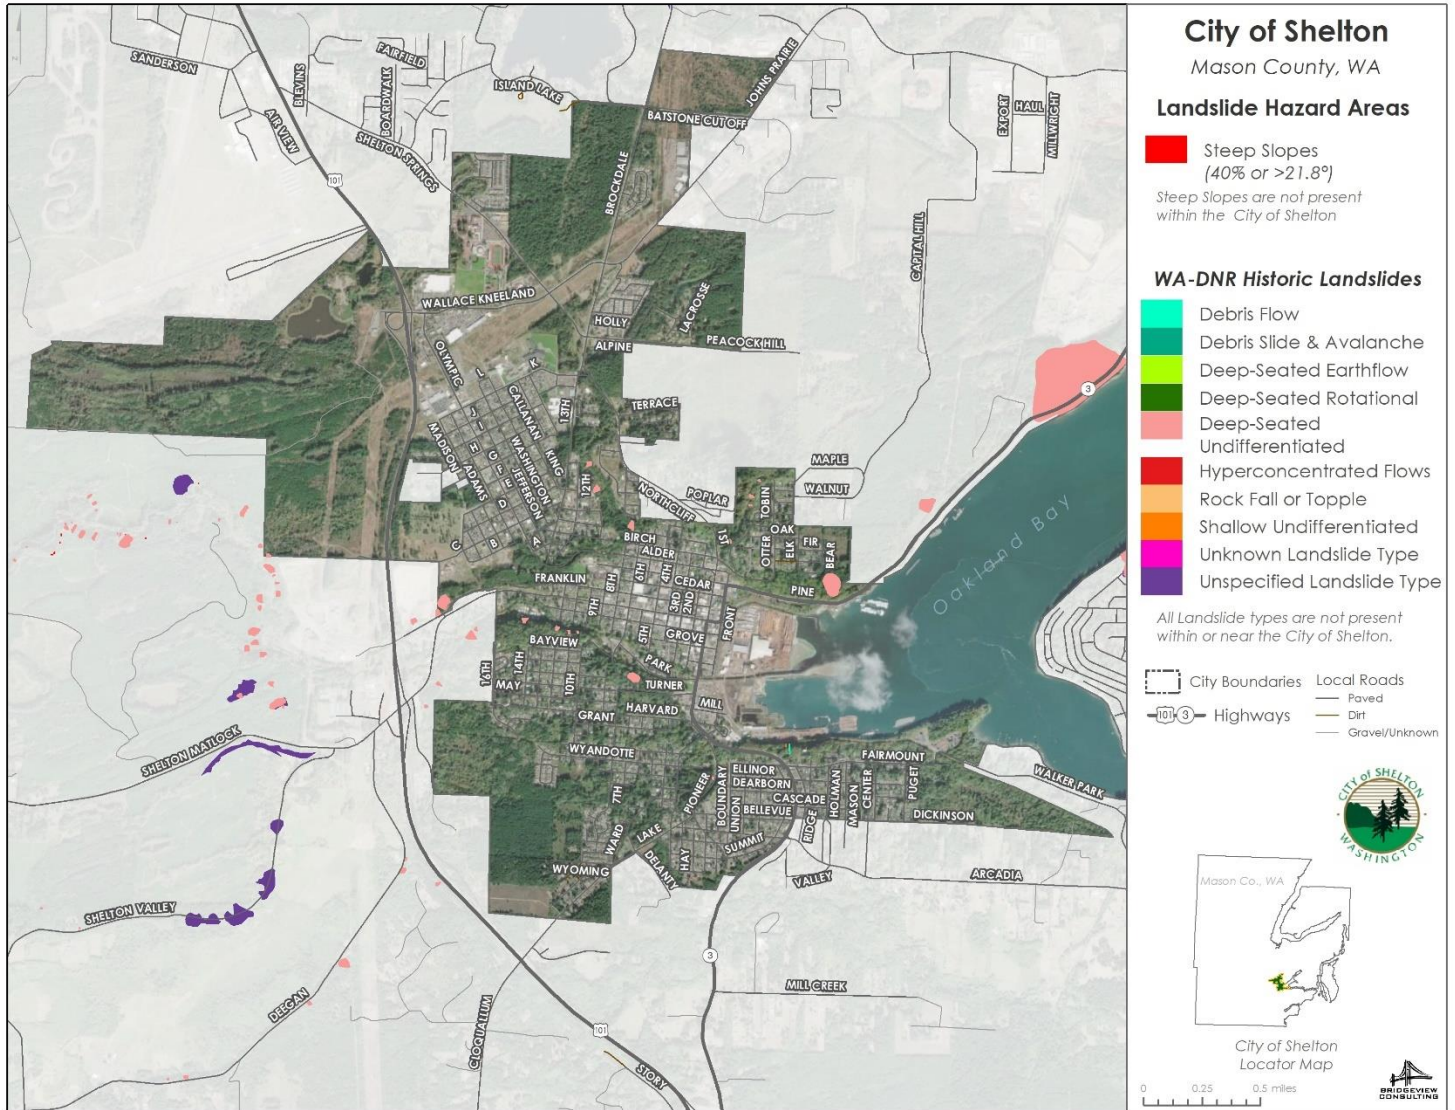 City of Shelton
Mason County, WA
Landslide Hazard Areas
Steep Slopes
(40% or >21.8°)
Steep Slopes are not present
within the City of Shelton
WA-DNR Historic Landslides
Debris Flow
Debris Slide & Avalanche
Deep-Seated Earthflow
Deep-Seated Rotational
Deep-Seated
Undifferentiated
Hyperconcentrated Flows
Rock Fall or Topple
Shallow Undifferentiated
Unknown Landslide Type
Unspecified Landslide Type
All Landslide types are not present
within or near the City of Shelton.
City Boundaries
Highways
101
3
Local Roads
Paved
Dirt
Gravel/Unknown
CITY of SHELTON
WASHINGTON
Mason Co., WA
City of Shelton
Locator Map
0 0.25 0.5 miles
BRIDGEVIEW
CONSULTING
SANDERSON
BLEVINS
FAIRFIELD
BOARDWALK
AIR VIEW
SHELTON SPRINGS
ISLAND LAKE
JOHNS PRAIRIE
BATSTONE CUT OFF
BROCKDALE
EXPORT
HAUL
MILLWRIGHT
101
CAPITAL HILL
WALLACE KNEELAND
HOLLY
LACROSSE
ALPINE
PEACOCK HILL
OLYMPIC
L
K
CALLANAN
13TH
TERRACE
3
J
I
H
G
F
E
D
C
B
A
MADISON
ADAMS
WASHINGTON
JEFFERSON
KING
12TH
NORTHCLIFF
POPLAR
MAPLE
WALNUT
TOBIN
OAK
OTTER
ELK
FIR
BEAR
1ST
BIRCH
ALDER
6TH
4TH
CEDAR
PINE
FRANKLIN
8TH
9TH
3RD
2ND
FRONT
GROVE
5TH
Oakland Bay
BAYVIEW
PARK
16TH
14TH
10TH
MAY
TURNER
HARVARD
MILL
GRANT
WYANDOTTE
FAIRMOUNT
ELLINOR
DEARBORN
CASCADE
BELLEVUE
PIONEER
BOUNDARY
UNION
HOLMAN
MASON
CENTER
PUGET
WALKER PARK
DICKINSON
RIDGE
7TH
WARD
LAKE
HAY
SUMMIT
DELANTY
WYOMING
VALLEY
ARCADIA
SHELTON MATLOCK
SHELTON VALLEY
DEEGAN
CLOQUALLUM
3
MILL CREEK
101
STORY